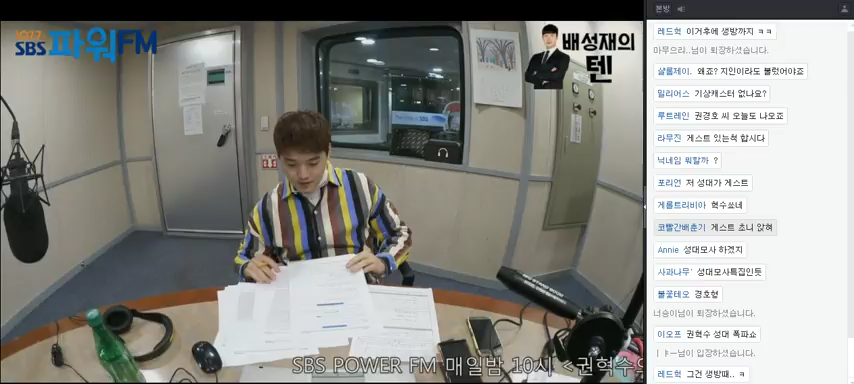 107.7
SBS 파워FM
배성재의
텐
SBS POWER FM 매일밤 10시 <권혁수의
본방
레드혁 이거후에 생방까지 ㅋㅋ
마무으라..님이 퇴장하셨습니다.
샬롬제이. 왜죠? 지인이라도 불렀어야죠
밀리어스 기상캐스터 없나요?
루트레인 권경호 씨 오늘도 나오죠
라무진 게스트 있는척 합시다
닉네임 뭐할까 ?
포리언 저 성대가 게스트
게롭트리비아 혁수쑈네
코빨간배춘기 게스트 초니 앉혀
Annie 성대모사 하겠지
사과나무' 성대모사특집인듯
불꽃테오 경호형
너승이님이 퇴장하셨습니다.
이오프 권혁수 성대 폭파쇼
님이 입장하셨습니다.
레드혁 그건 생방때.. ㅋ